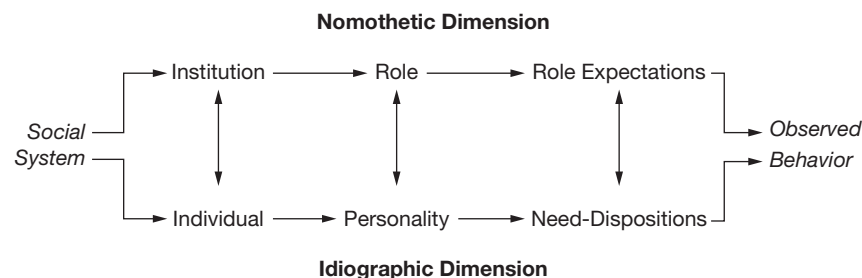 Nomothetic Dimension
Institution Role Role Expectations
Social Observed
System Behavior
Individual Personality Need-Dispositions
Idiographic Dimension